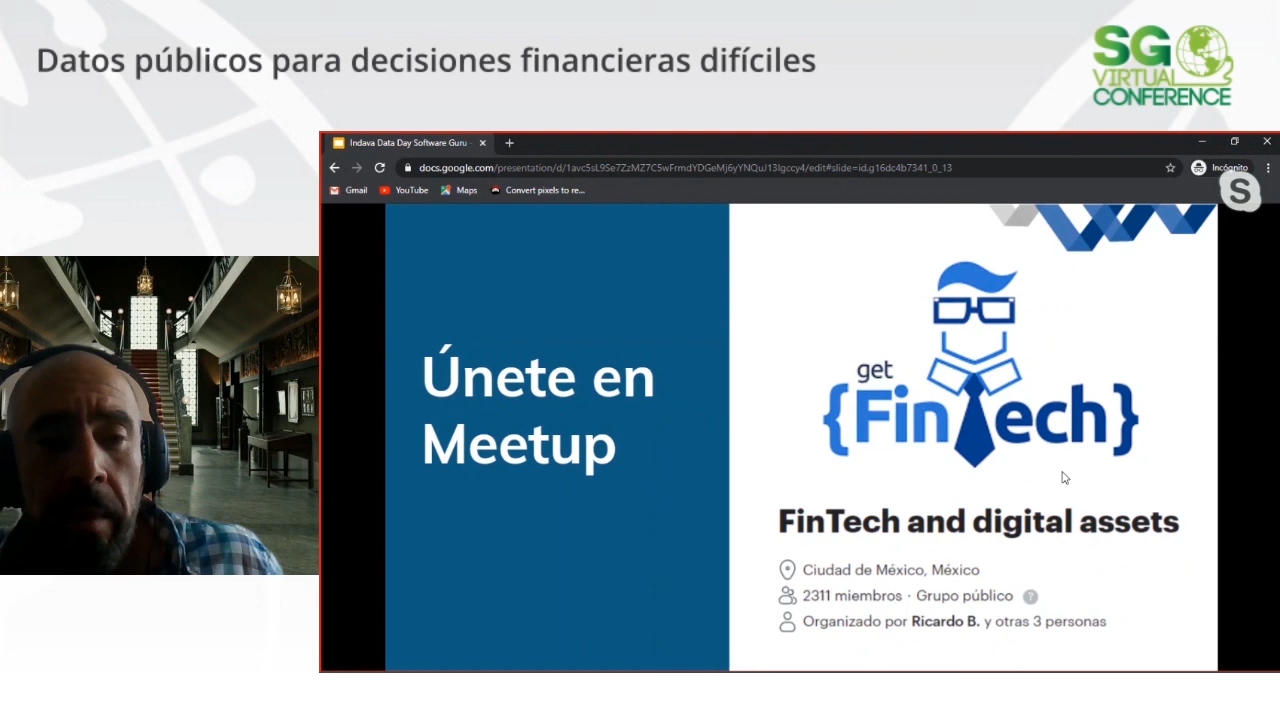 Datos públicos para decisiones financieras difíciles
SG
VIRTUAL
CONFERENCE
Indava Data Day Software Guru
docs.google.com/presentation/d/1avc5sL9Se7ZzMZ7C5wFrmdYDGeMj6yYNQuJ13lgccy4/edit#slide=id.g16dc4b7341_0_13
Incógnito
Gmail YouTube Maps Convert pixels to re...
S
Únete en
Meetup
get
{FinTech}
FinTech and digital assets
Ciudad de México, México
2311 miembros · Grupo público ?
Organizado por Ricardo B. y otras 3 personas